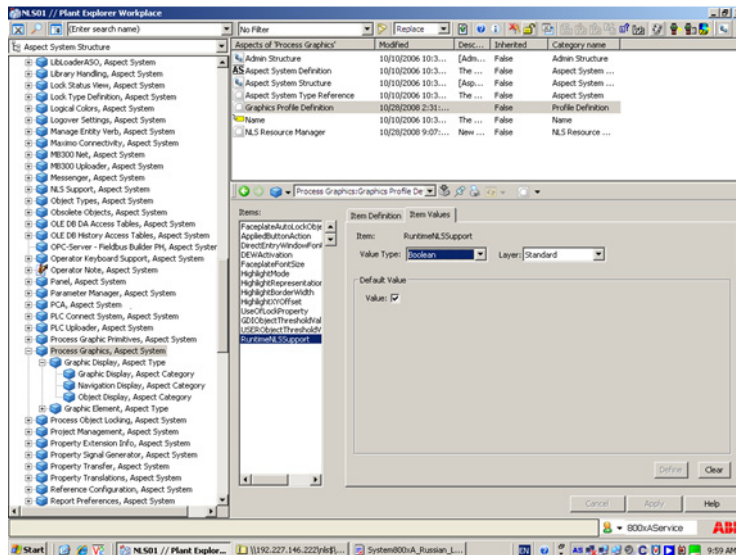 NLS01 // Plant Explorer Workplace
(Enter search name)
No Filter
Replace
Aspect System Structure
LibLoaderASO, Aspect System
Library Handling, Aspect System
Lock Status View, Aspect System
Lock Type Definition, Aspect System
Logical Colors, Aspect System
Logover Settings, Aspect System
Manage Entity Verb, Aspect System
Maximo Connectivity, Aspect System
MB300 Net, Aspect System
MB300 Uploader, Aspect System
Messenger, Aspect System
NLS Support, Aspect System
Object Types, Aspect System
Obsolete Objects, Aspect System
OLE DB DA Access Tables, Aspect System
OLE DB History Access Tables, Aspect System
OPC-Server - Fieldbus Builder PH, Aspect Syster
Operator Keyboard Support, Aspect System
Operator Note, Aspect System
Panel, Aspect System
Parameter Manager, Aspect System
PCA, Aspect System
PLC Connect System, Aspect System
PLC Uploader, Aspect System
Process Graphic Primitives, Aspect System
Process Graphics, Aspect System
Graphic Display, Aspect Type
Graphic Display, Aspect Category
Navigation Display, Aspect Category
Object Display, Aspect Category
Graphic Element, Aspect Type
Process Object Locking, Aspect System
Project Management, Aspect System
Property Extension Info, Aspect System
Property Signal Generator, Aspect System
Property Transfer, Aspect System
Property Translations, Aspect System
Reference Configuration, Aspect System
Report Preferences, Aspect System
Aspects of 'Process Graphics' Modified Desc... Inherited Category name
Admin Structure 10/10/2006 10:3... [Adm... False Admin Structure
Aspect System Definition 10/10/2006 10:3... The ... False Aspect System ...
Aspect System Structure 10/10/2006 10:3... [Asp... False Aspect System ...
Aspect System Type Reference 10/10/2006 10:3... The ... False Aspect System
Graphics Profile Definition 10/28/2008 2:31:... False Profile Definition
Name 10/10/2006 10:3... The ... False Name
NLS Resource Manager 10/28/2008 9:07:... New ... False NLS Resource ...
Process Graphics:Graphics Profile De
Items:
FaceplateAutoLockObje
AppliedButtonAction
DirectEntryWindowFon
DEWActivation
FaceplateFontSize
HighlightMode
HighlightRepresentation
HighlightBorderWidth
HighlightXYOffset
UseOfLockProperty
GDIObjectThresholdVal
USERObjectThresholdV
RuntimeNLSSupport
Item Definition Item Values
Item: RuntimeNLSSupport
Value Type: Boolean Layer: Standard
Default Value
Value:
Define Clear
Cancel Apply Help
800xAService
ABB
Start
NLS01 // Plant Explor...
\\192.227.146.222\nls$\...
System800xA_Russian_L...
EN
9:59 AM